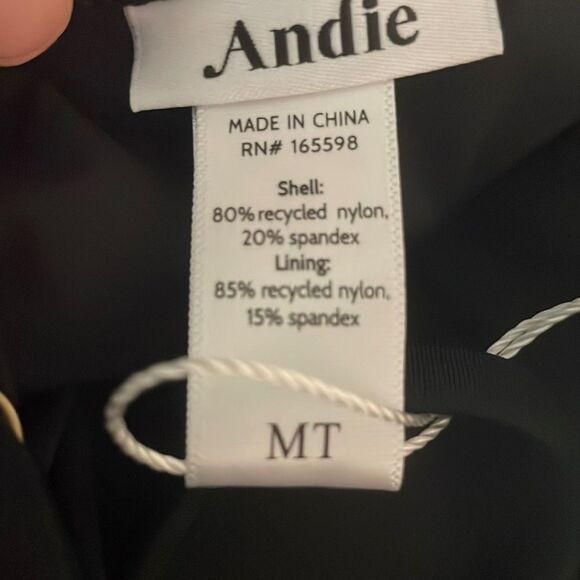 Andie
MADE IN CHINA
RN# 165598
Shell:
80% recycled nylon,
20% spandex
Lining:
85% recycled nylon,
15% spandex
MT